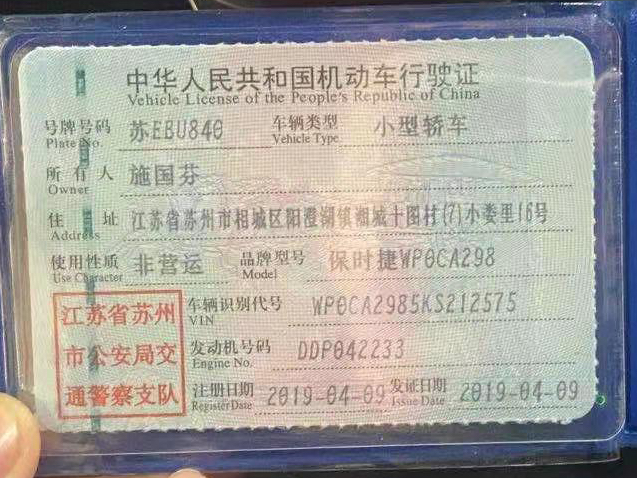 中华人民共和国机动车行驶证
Vehicle License of the People's Republic of China
号牌号码 苏EBU840 车辆类型 小型轿车
Plate No. Vehicle Type
所有人 施国芬
Owner
住址 江苏省苏州市相城区阳澄湖镇湘城十图村(7)小娄里16号
Address
使用性质 非营运 品牌型号 保时捷WP0CA298
Use Character Model
江苏省苏州 车辆识别代号 WP0CA2985KS212575
VIN
市公安局交 发动机号码 DDP042233
Engine No.
通警察支队 注册日期 2019-04-09 发证日期 2019-04-09
Register Date Issue Date